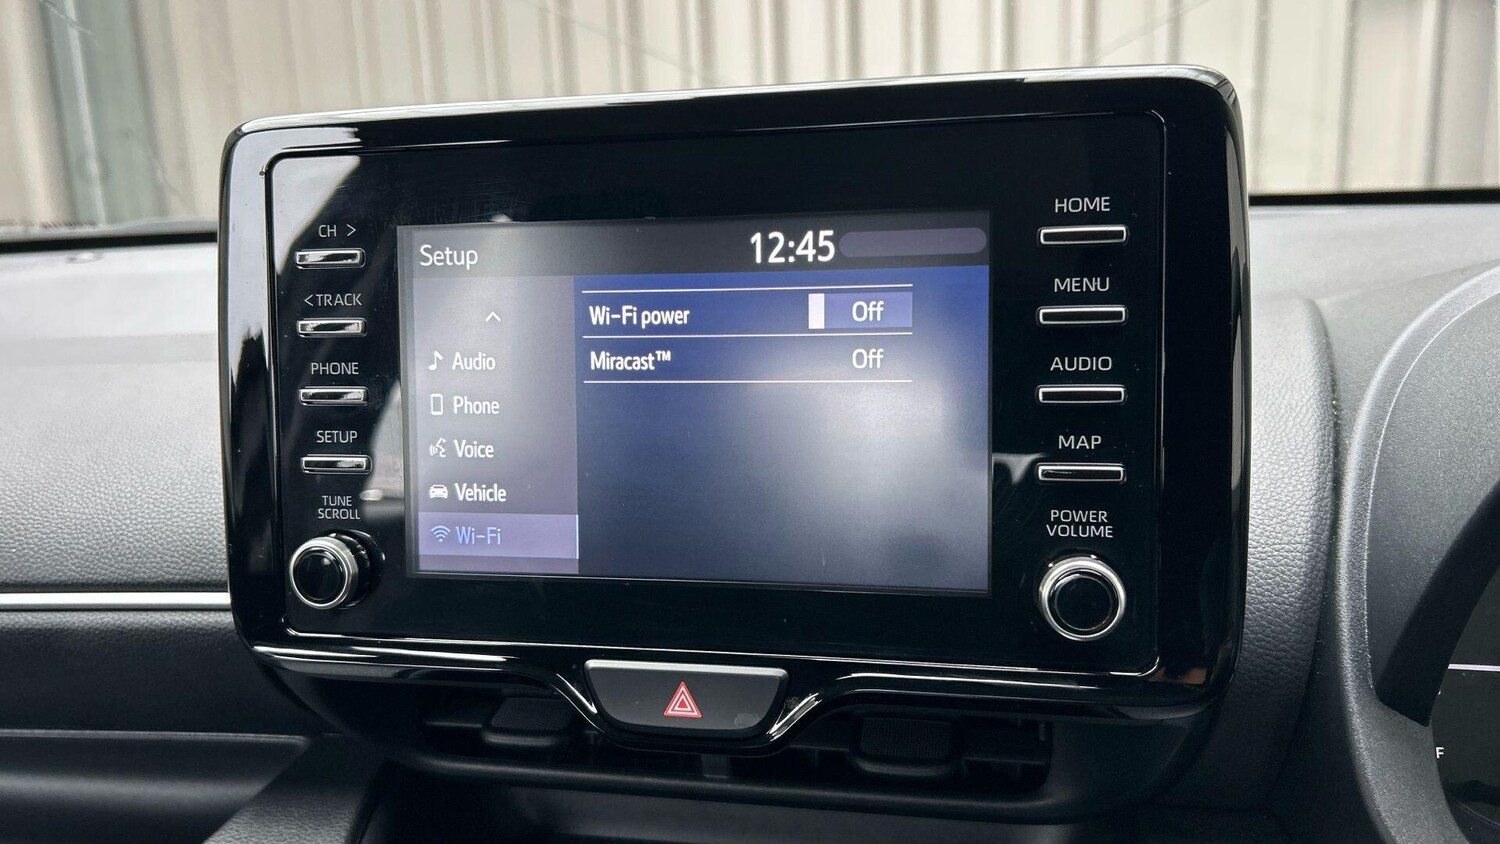 CH >
< TRACK
PHONE
SETUP
TUNE
SCROLL
Setup
12:45
Audio
Phone
Voice
Vehicle
Wi-Fi
Wi-Fi power Off
Miracast™ Off
HOME
MENU
AUDIO
MAP
POWER
VOLUME
F